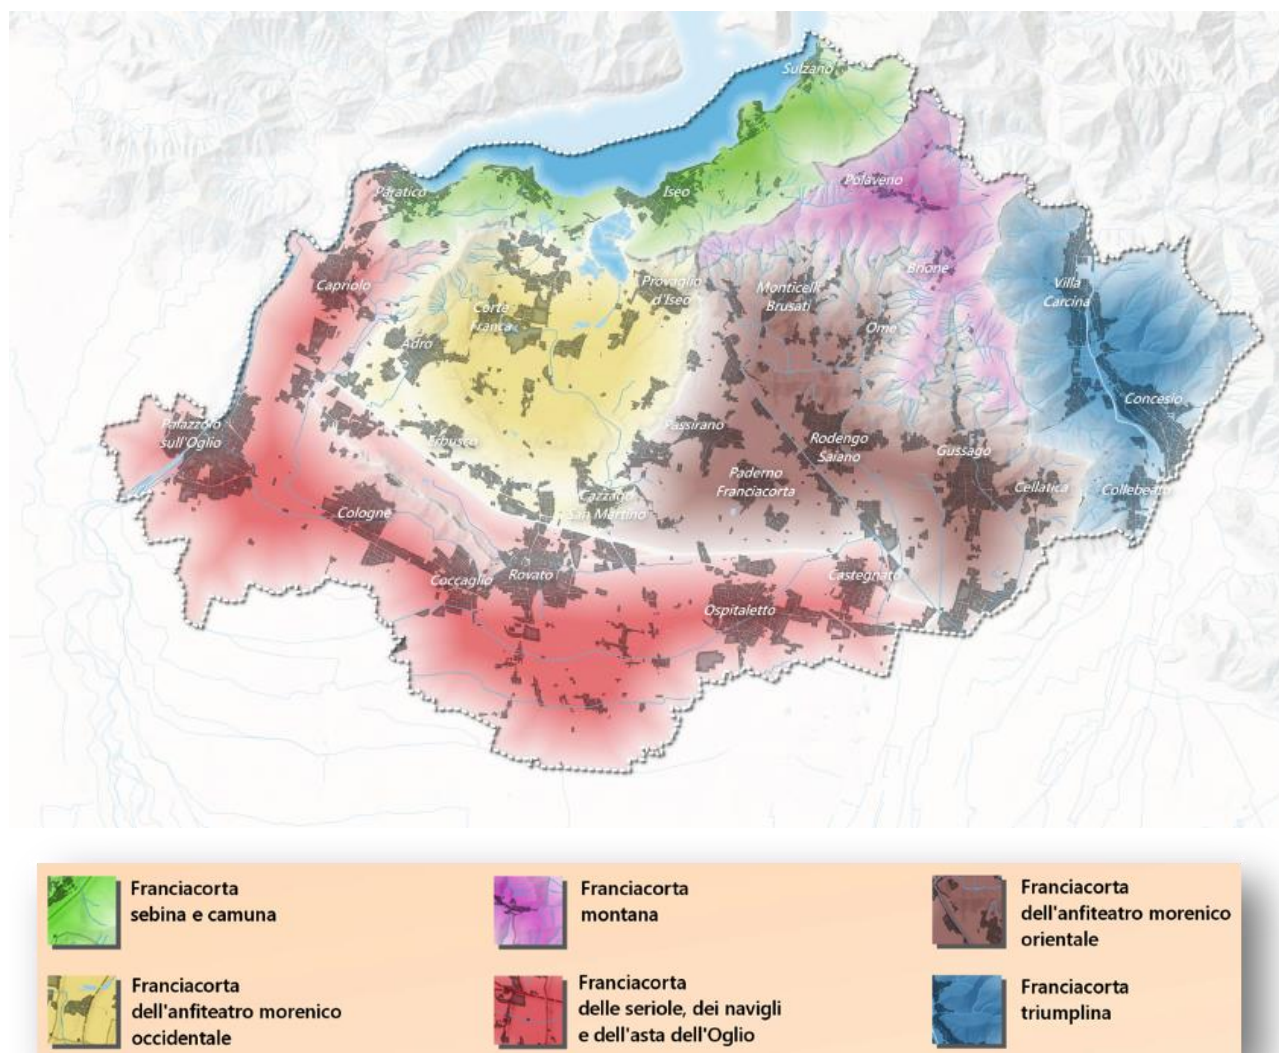 Sulzano
Paratico
Iseo
Polaveno
Capriolo
Provaglio
d'Iseo
Monticelli
Brusati
Brione
Villa
Carcina
Corte
Franca
Adro
Ome
Concesio
Palazzolo
sull'Oglio
Erbusco
Passirano
Rodengo
Saiano
Gussago
Paderno
Franciacorta
Cellatica
Collebeato
Cologne
Cazzago
San Martino
Coccaglio
Rovato
Castegnato
Ospitaletto
Franciacorta
sebina e camuna
Franciacorta
montana
Franciacorta
dell'anfiteatro morenico
orientale
Franciacorta
dell'anfiteatro morenico
occidentale
Franciacorta
delle seriole, dei navigli
e dell'asta dell'Oglio
Franciacorta
triumplina